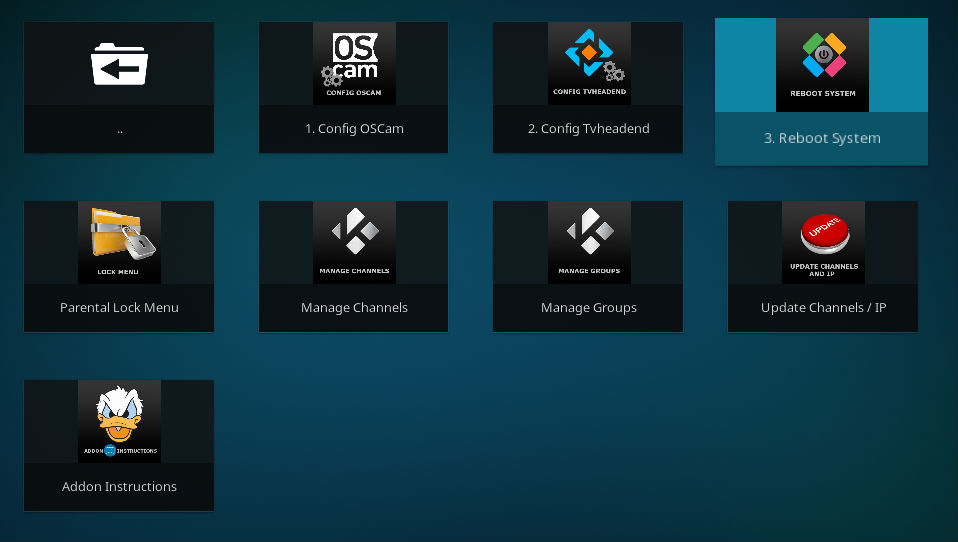 OS
cam
CONFIG OSCAM
CONFIG TVHEADEND
REBOOT SYSTEM
..
1. Config OSCam
2. Config Tvheadend
3. Reboot System
LOCK MENU
MANAGE CHANNELS
MANAGE GROUPS
UPDATE
UPDATE CHANNELS
AND IP
Parental Lock Menu
Manage Channels
Manage Groups
Update Channels / IP
ADDON INSTRUCTIONS
Addon Instructions